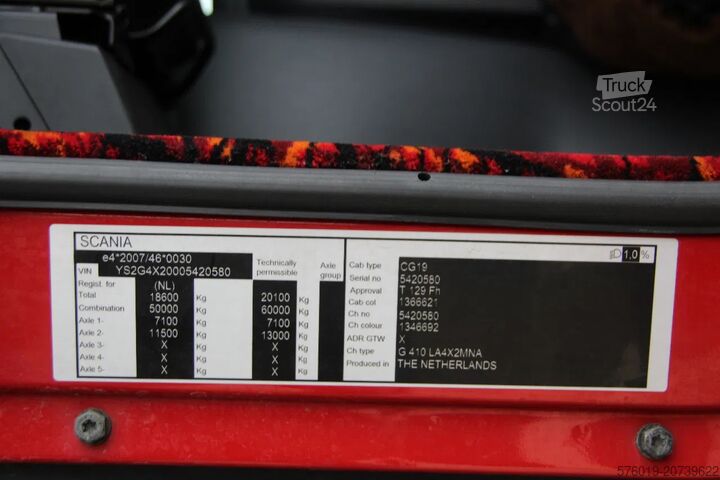 Truck
Scout24
SCANIA
1.0 %
e4*2007/46*0030
VIN YS2G4X20005420580
Technically permissible
Axle group
Regist. for (NL)
Total 18600 Kg 20100 Kg
Combination 50000 Kg 60000 Kg
Axle 1- 7100 Kg 7100 Kg
Axle 2- 11500 Kg 13000 Kg
Axle 3- X Kg X Kg
Axle 4- X Kg X Kg
Axle 5- X Kg X Kg
Cab type CG19
Serial no 5420580
Approval T 129 Fh
Cab col 1366621
Ch no 5420580
Ch colour 1346692
ADR GTW X
Ch type G 410 LA4X2MNA
Produced in THE NETHERLANDS
576019-20739622